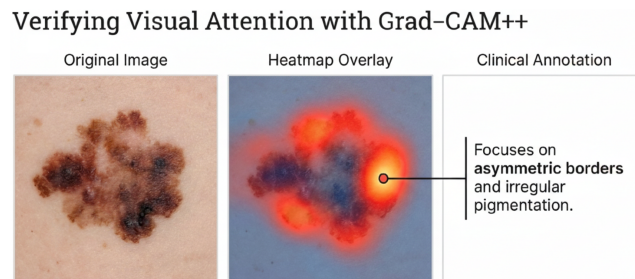 Verifying Visual Attention with Grad-CAM++
Original Image
Heatmap Overlay
Clinical Annotation
Focuses on
asymmetric borders
and irregular
pigmentation.